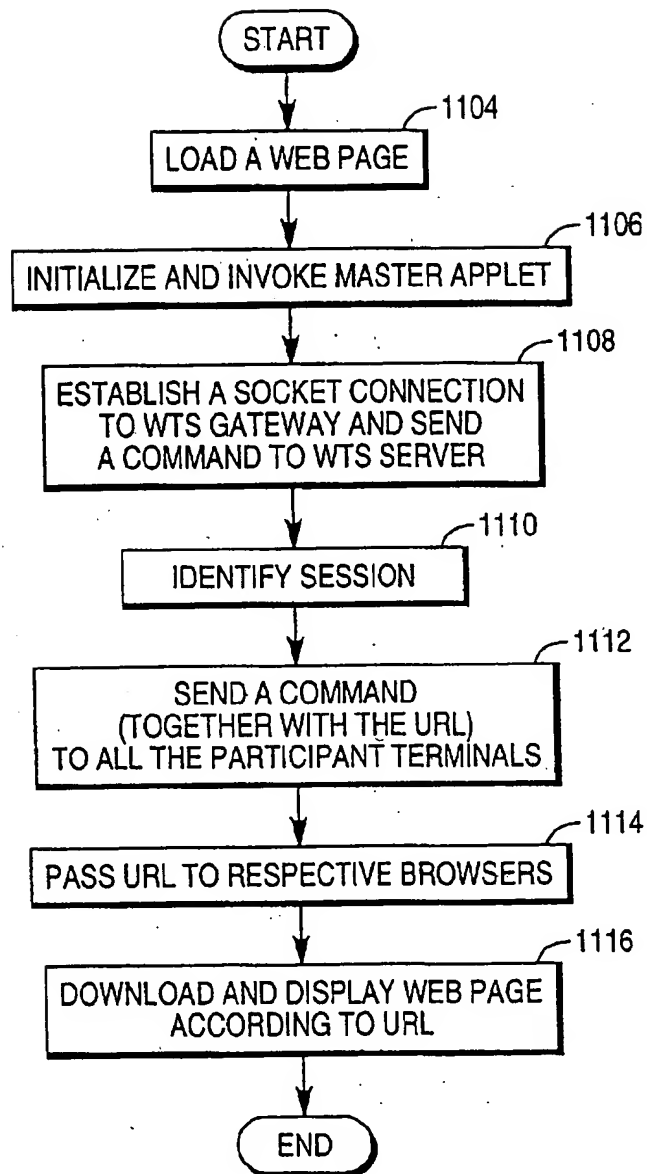 START
1104
LOAD A WEB PAGE
1106
INITIALIZE AND INVOKE MASTER APPLET
1108
ESTABLISH A SOCKET CONNECTION
TO WTS GATEWAY AND SEND
A COMMAND TO WTS SERVER
1110
IDENTIFY SESSION
1112
SEND A COMMAND
(TOGETHER WITH THE URL)
TO ALL THE PARTICIPANT TERMINALS
1114
PASS URL TO RESPECTIVE BROWSERS
1116
DOWNLOAD AND DISPLAY WEB PAGE
ACCORDING TO URL
END